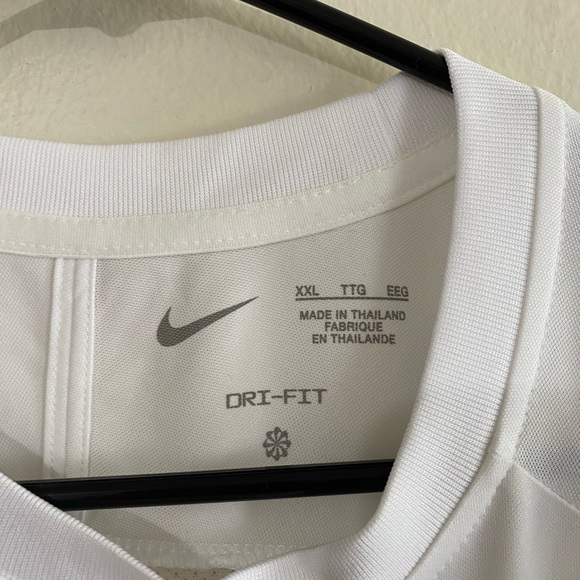 XXL TTG EEG
MADE IN THAILAND
FABRIQUE
EN THAILANDE
DRI-FIT